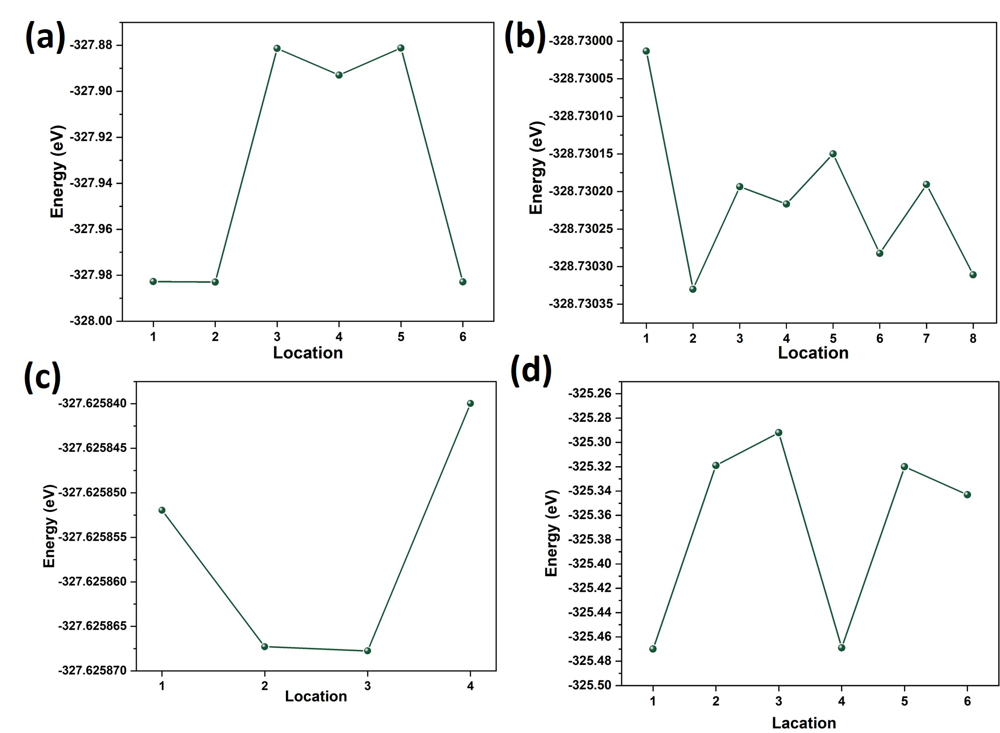 (a)
-327.88
-327.90
-327.92
-327.94
-327.96
-327.98
-328.00
Energy (eV)
1 2 3 4 5 6
Location
(b)
-328.73000
-328.73005
-328.73010
-328.73015
-328.73020
-328.73025
-328.73030
-328.73035
Energy (eV)
1 2 3 4 5 6 7 8
Location
(c)
-327.625840
-327.625845
-327.625850
-327.625855
-327.625860
-327.625865
-327.625870
Energy (eV)
1 2 3 4
Location
(d)
-325.26
-325.28
-325.30
-325.32
-325.34
-325.36
-325.38
-325.40
-325.42
-325.44
-325.46
-325.48
-325.50
Energy (eV)
1 2 3 4 5 6
Lacation